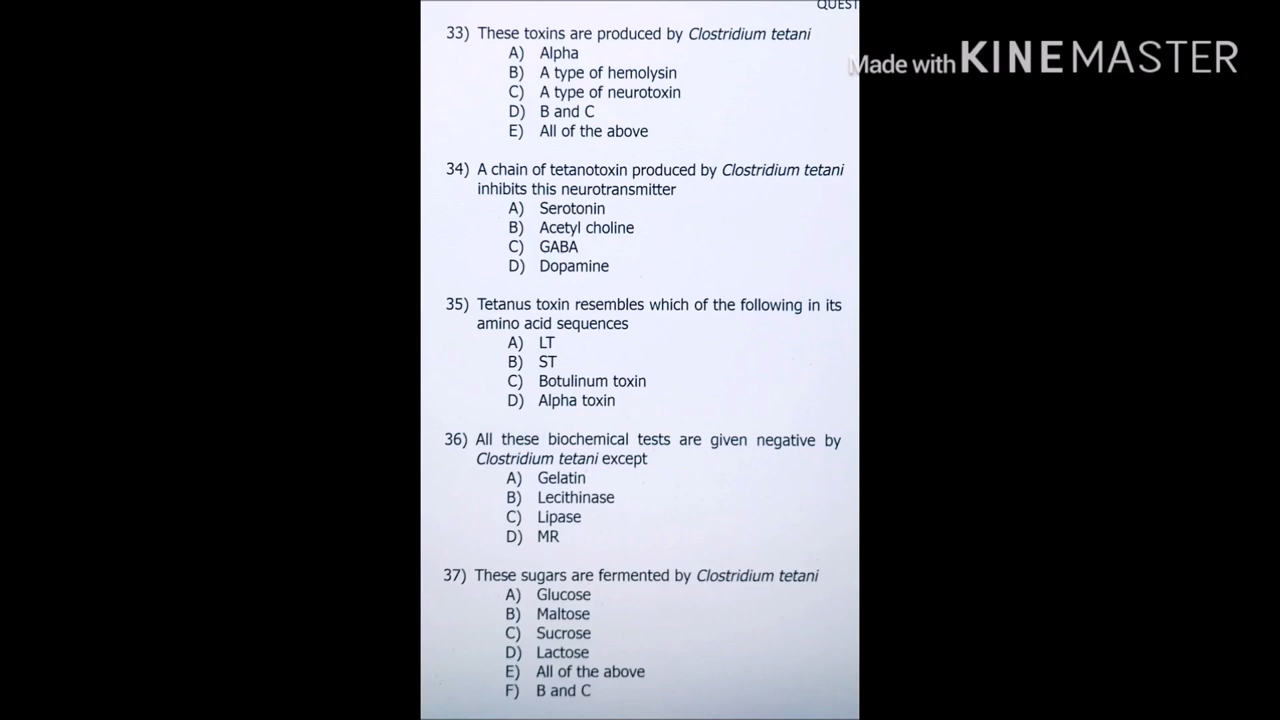 QUEST
Made with KINEMASTER
33) These toxins are produced by Clostridium tetani
A) Alpha
B) A type of hemolysin
C) A type of neurotoxin
D) B and C
E) All of the above
34) A chain of tetanotoxin produced by Clostridium tetani
inhibits this neurotransmitter
A) Serotonin
B) Acetyl choline
C) GABA
D) Dopamine
35) Tetanus toxin resembles which of the following in its
amino acid sequences
A) LT
B) ST
C) Botulinum toxin
D) Alpha toxin
36) All these biochemical tests are given negative by
Clostridium tetani except
A) Gelatin
B) Lecithinase
C) Lipase
D) MR
37) These sugars are fermented by Clostridium tetani
A) Glucose
B) Maltose
C) Sucrose
D) Lactose
E) All of the above
F) B and C